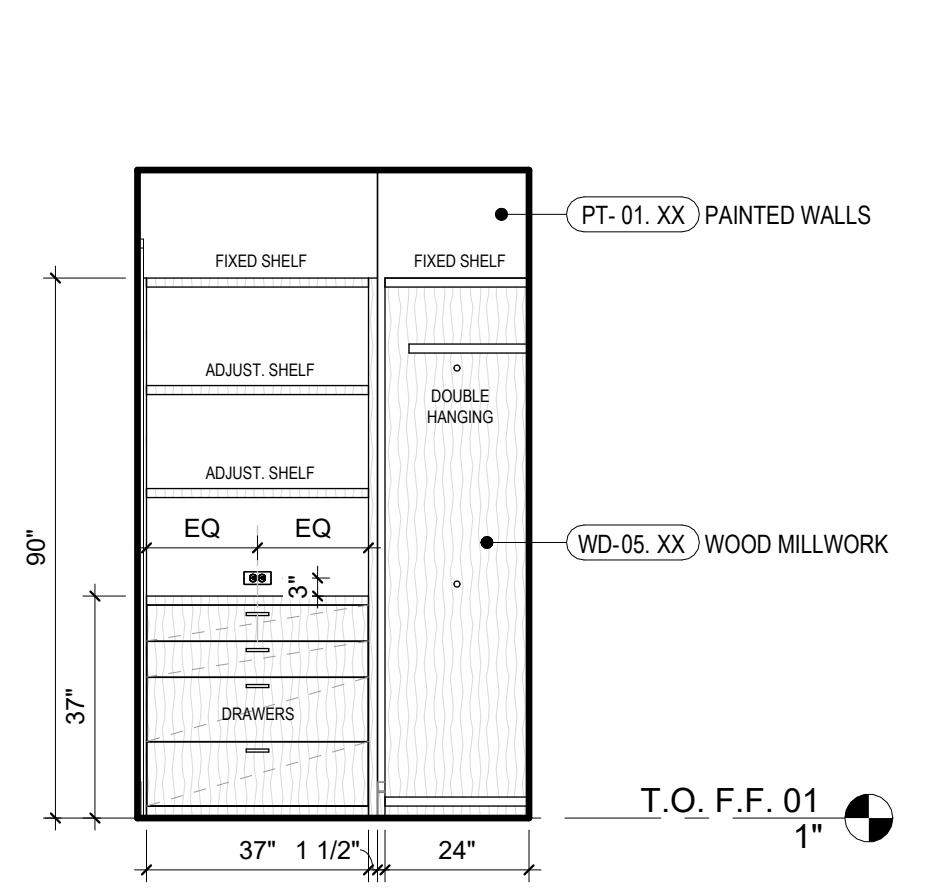 PT- 01. XX PAINTED WALLS
FIXED SHELF FIXED SHELF
ADJUST. SHELF
DOUBLE
HANGING
ADJUST. SHELF
EQ EQ
90"
WD-05. XX WOOD MILLWORK
3"
37"
DRAWERS
T.O. F.F. 01
1"
37" 1 1/2" 24"